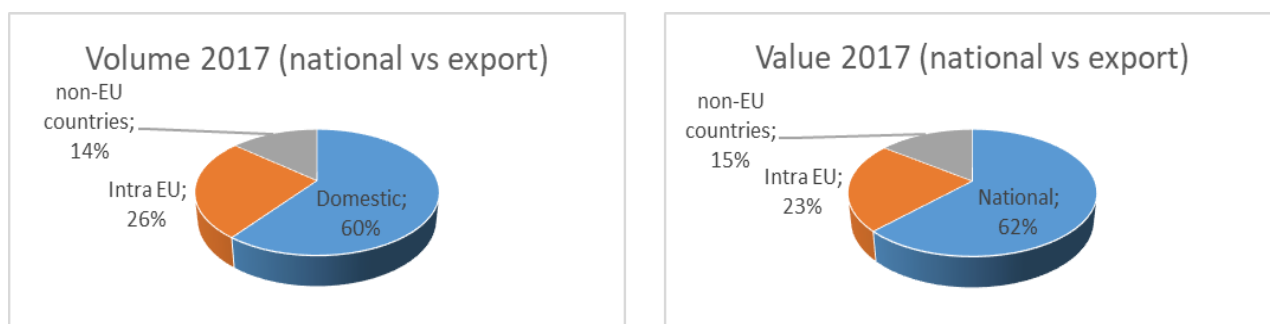 Volume 2017 (national vs export)
non-EU
countries;
14%
Intra EU;
26%
Domestic;
60%
Value 2017 (national vs export)
non-EU
countries;
15%
Intra EU;
23%
National;
62%